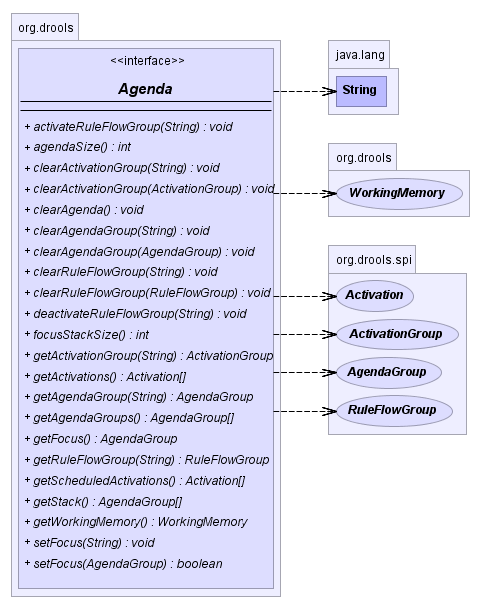 org.drools
<<interface>>
Agenda
+ activateRuleFlowGroup(String) : void
+ agendaSize() : int
+ clearActivationGroup(String) : void
+ clearActivationGroup(ActivationGroup) : void
+ clearAgenda() : void
+ clearAgendaGroup(String) : void
+ clearAgendaGroup(AgendaGroup) : void
+ clearRuleFlowGroup(String) : void
+ clearRuleFlowGroup(RuleFlowGroup) : void
+ deactivateRuleFlowGroup(String) : void
+ focusStackSize() : int
+ getActivationGroup(String) : ActivationGroup
+ getActivations() : Activation[]
+ getAgendaGroup(String) : AgendaGroup
+ getAgendaGroups() : AgendaGroup[]
+ getFocus() : AgendaGroup
+ getRuleFlowGroup(String) : RuleFlowGroup
+ getScheduledActivations() : Activation[]
+ getStack() : AgendaGroup[]
+ getWorkingMemory() : WorkingMemory
+ setFocus(String) : void
+ setFocus(AgendaGroup) : boolean
java.lang
String
org.drools
WorkingMemory
org.drools.spi
Activation
ActivationGroup
AgendaGroup
RuleFlowGroup